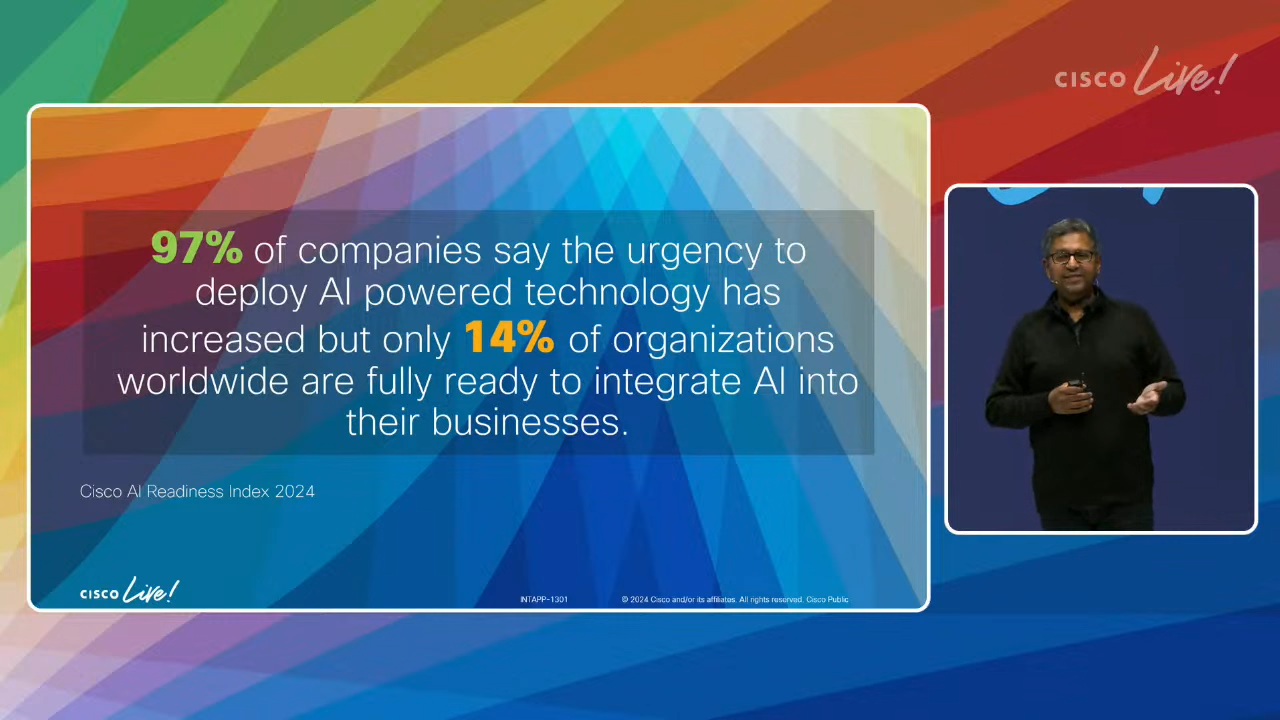 CISCO Live!
97% of companies say the urgency to
deploy AI powered technology has
increased but only 14% of organizations
worldwide are fully ready to integrate AI into
their businesses.
Cisco AI Readiness Index 2024
CISCO Live!
INTAPP-1301
© 2024 Cisco and/or its affiliates. All rights reserved. Cisco Public